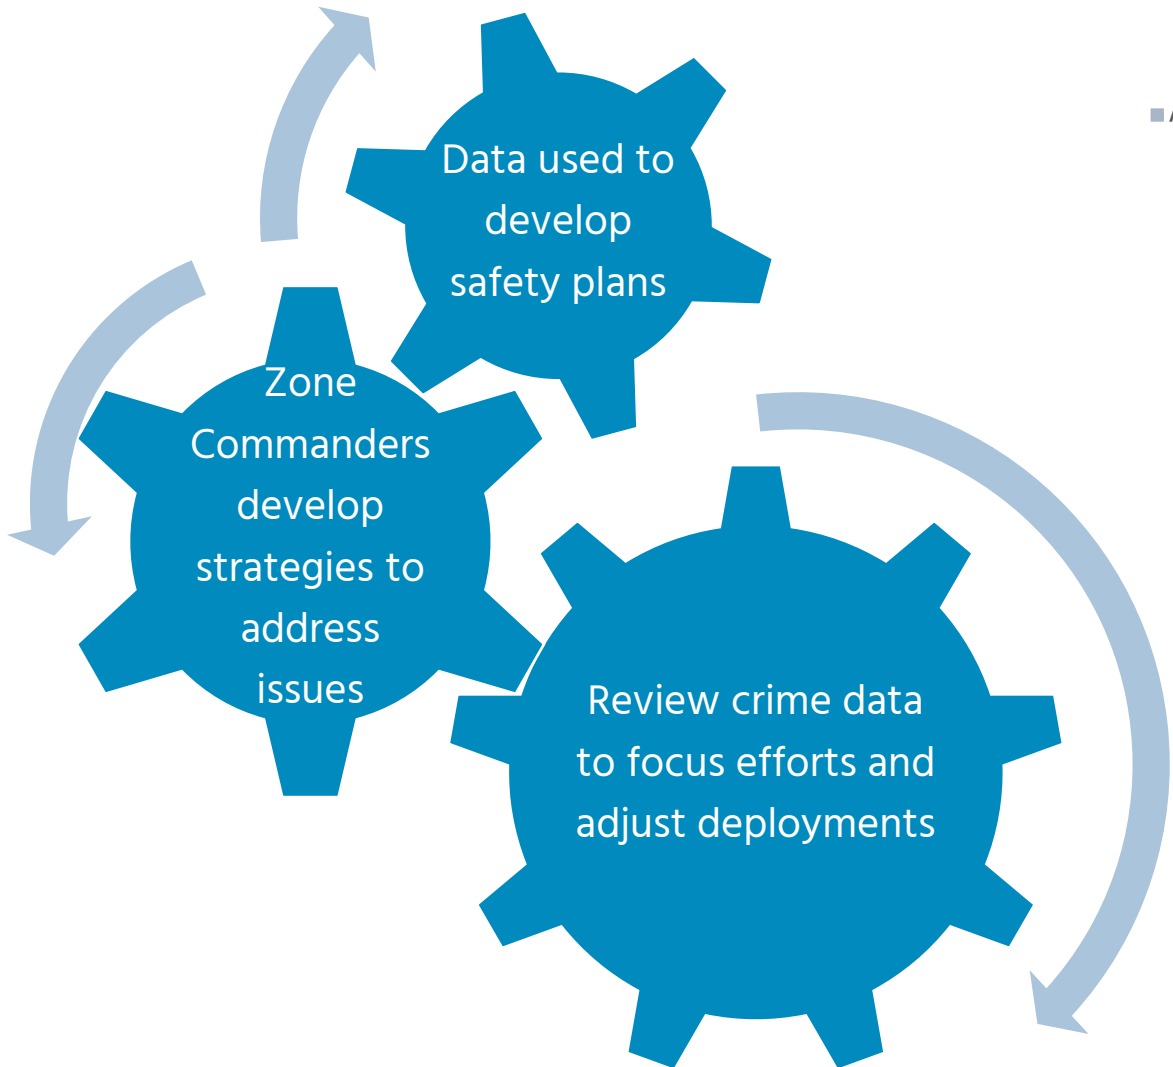 Data used to
develop
safety plans
Zone
Commanders
develop
strategies to
address
issues
Review crime data
to focus efforts and
adjust deployments